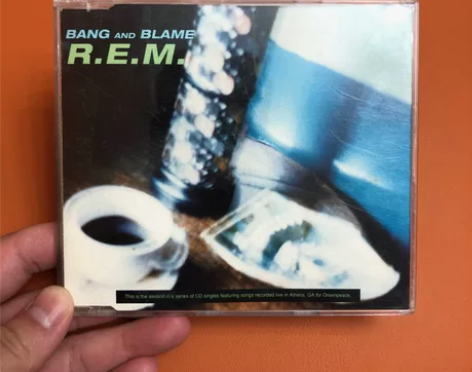 BANG AND BLAME
R.E.M.
This is the second in a series of CD singles featuring songs recorded live in Athens, GA for Greenpeace.